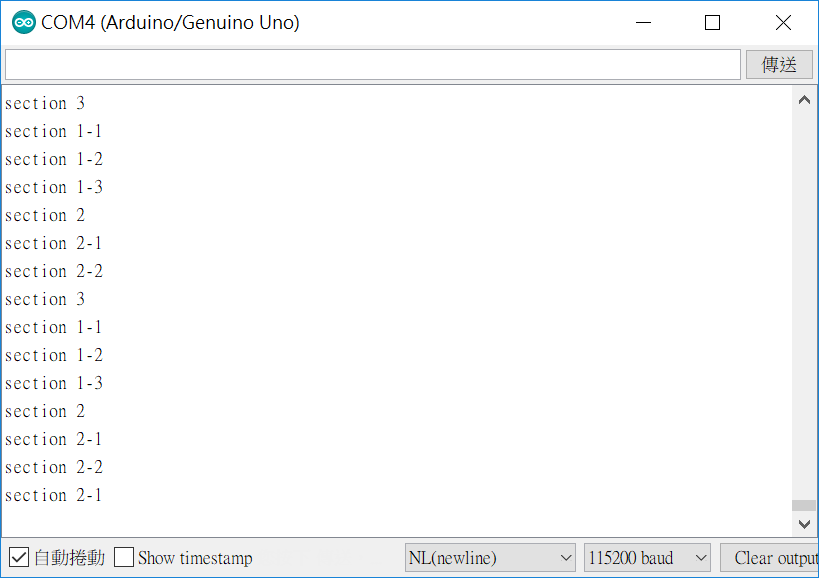 COM4 (Arduino/Genuino Uno)
傳送
section 3
section 1-1
section 1-2
section 1-3
section 2
section 2-1
section 2-2
section 3
section 1-1
section 1-2
section 1-3
section 2
section 2-1
section 2-2
section 2-1
自動捲動 Show timestamp NL(newline) 115200 baud Clear output